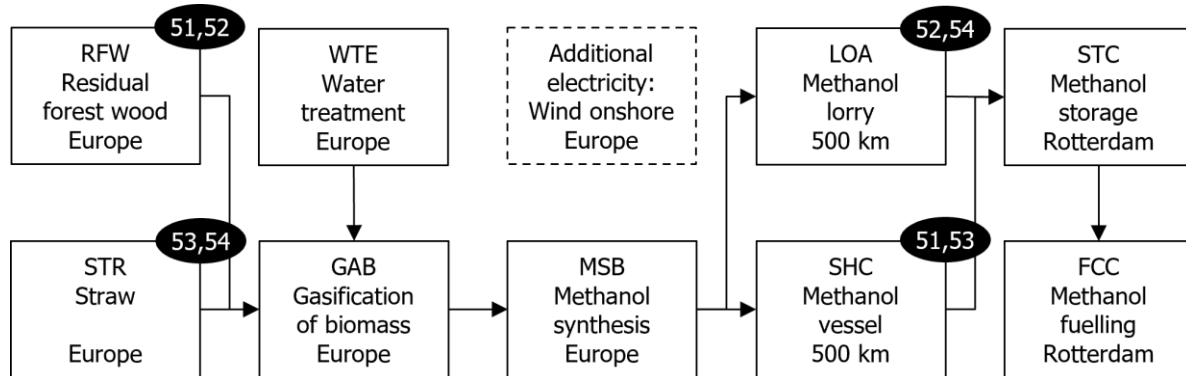 51,52
RFW
Residual
forest wood
Europe
WTE
Water
treatment
Europe
Additional
electricity:
Wind onshore
Europe
52,54
LOA
Methanol
lorry
500 km
STC
Methanol
storage
Rotterdam
53,54
STR
Straw
Europe
GAB
Gasification
of biomass
Europe
MSB
Methanol
synthesis
Europe
51,53
SHC
Methanol
vessel
500 km
FCC
Methanol
fuelling
Rotterdam